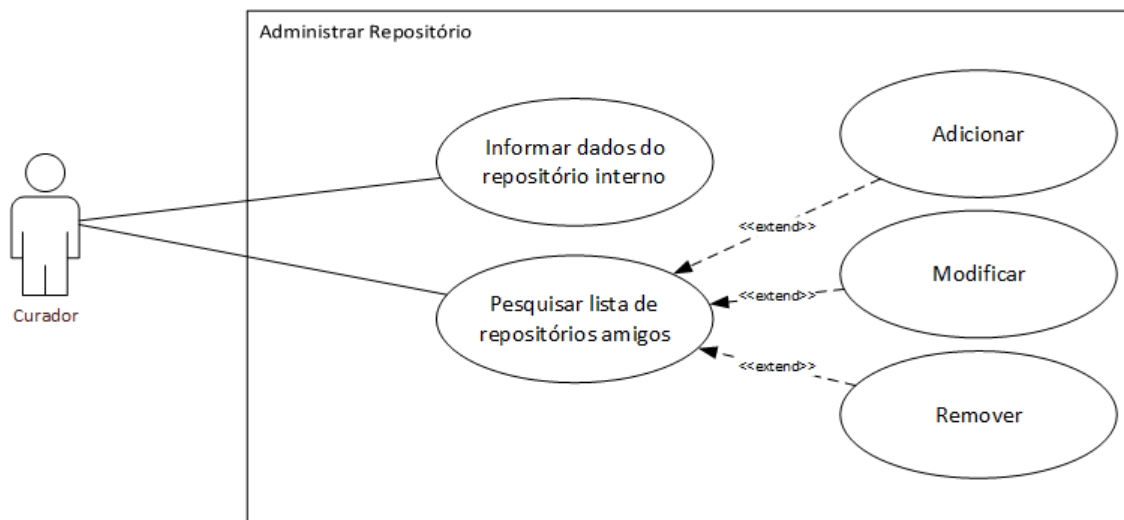 Administrar Repositório
Informar dados do
repositório interno
Adicionar
<<extend>>
Modificar
<<extend>>
Pesquisar lista de
repositórios amigos
Curador
<<extend>>
Remover